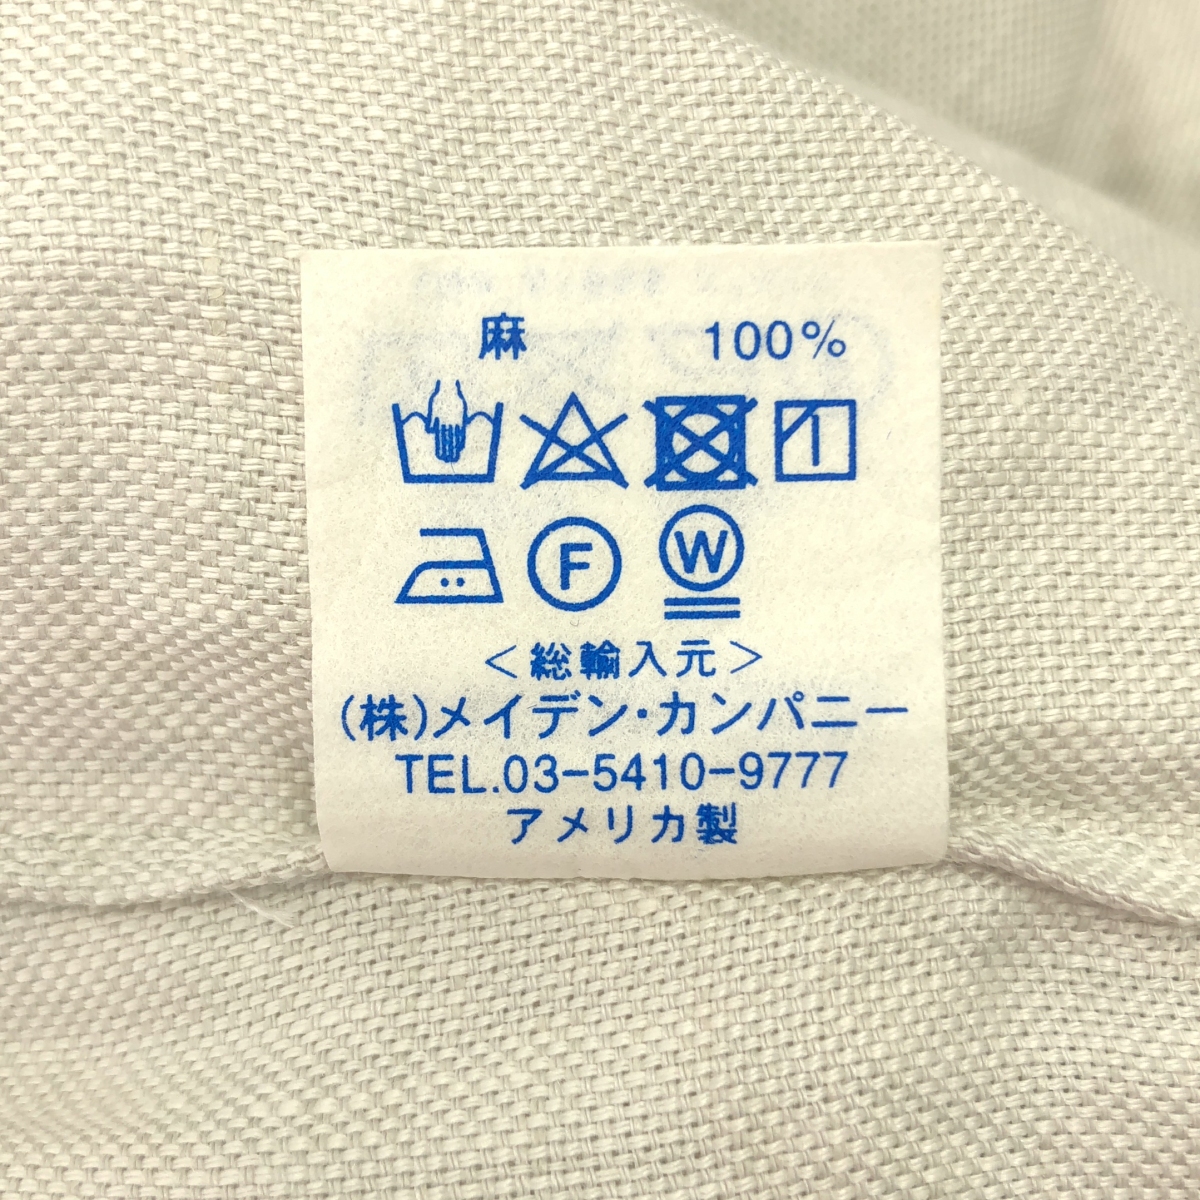 麻 100%
F W
<総輸入元>
(株)メイデン・カンパニー
TEL.03-5410-9777
アメリカ製